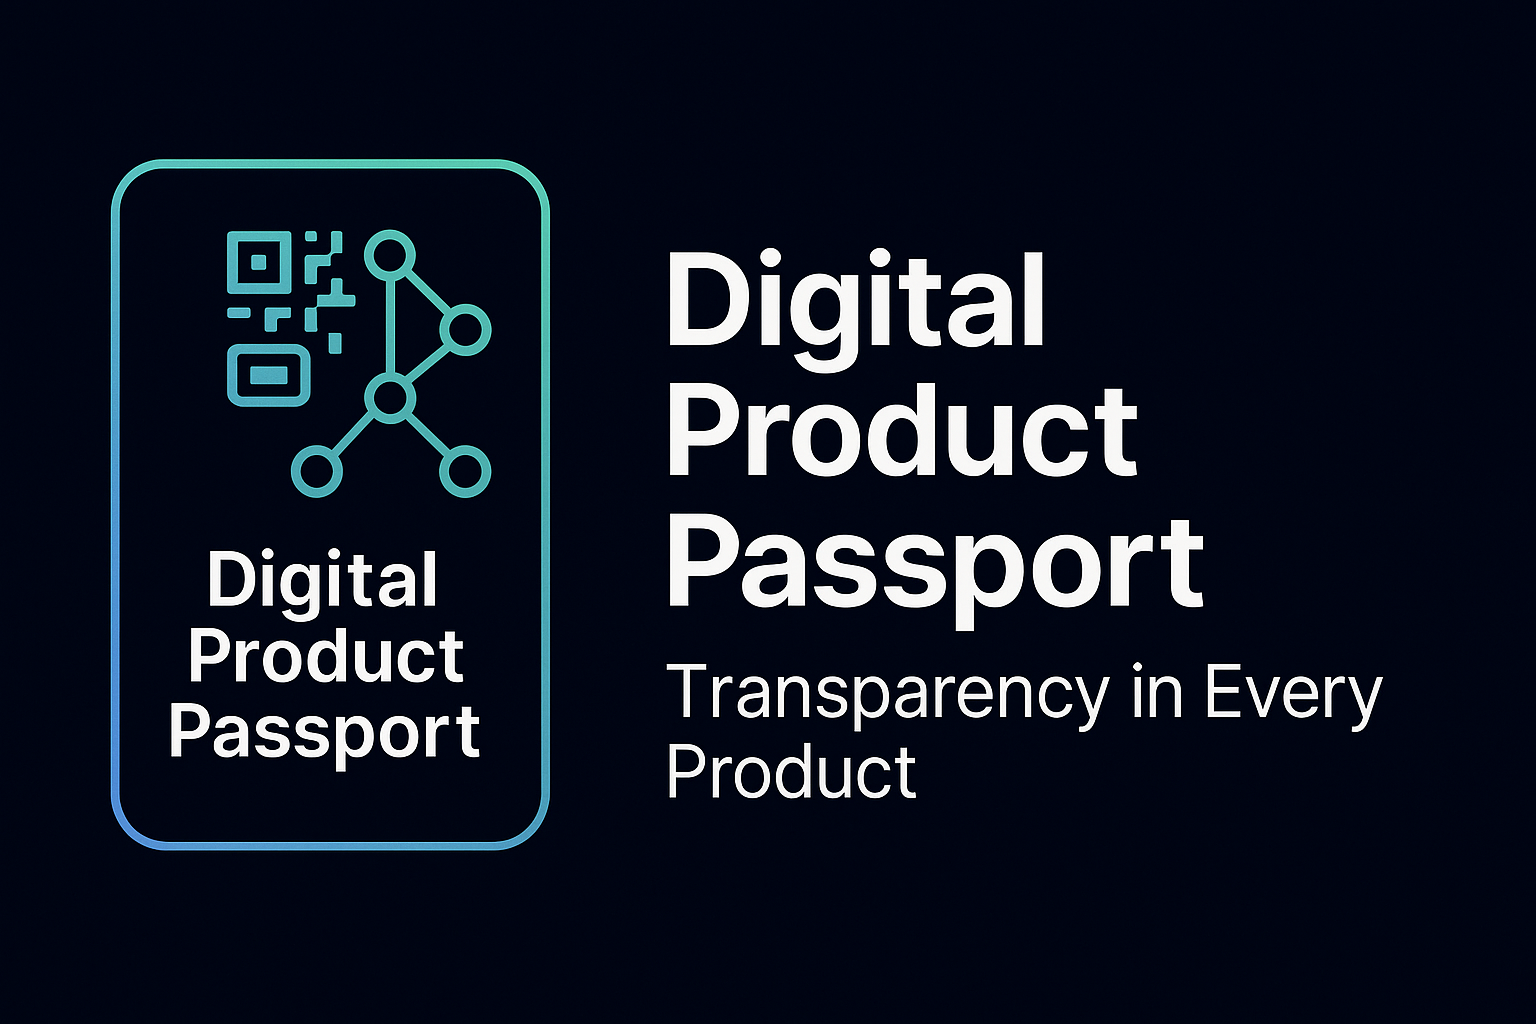 Digital
Product
Passport
Digital
Product
Passport
Transparency in Every
Product